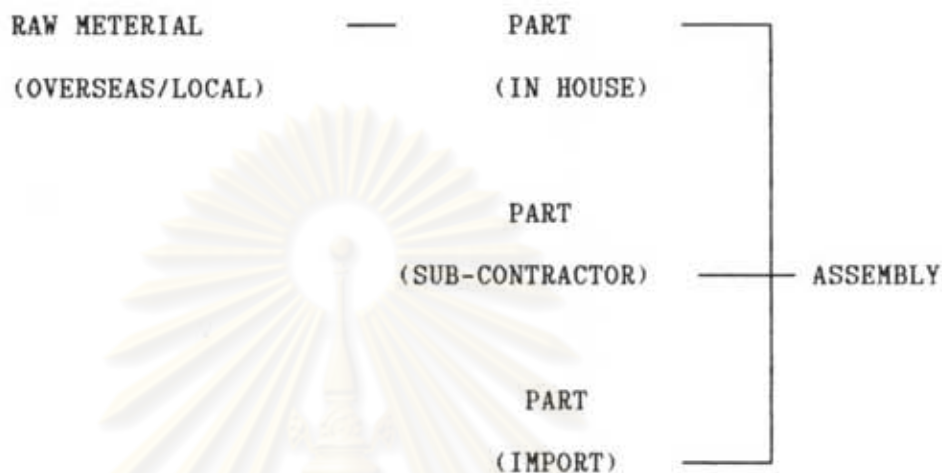 RAW METERIAL — PART
(OVERSEAS/LOCAL) (IN HOUSE)
PART
(SUB-CONTRACTOR) ASSEMBLY
PART
(IMPORT)